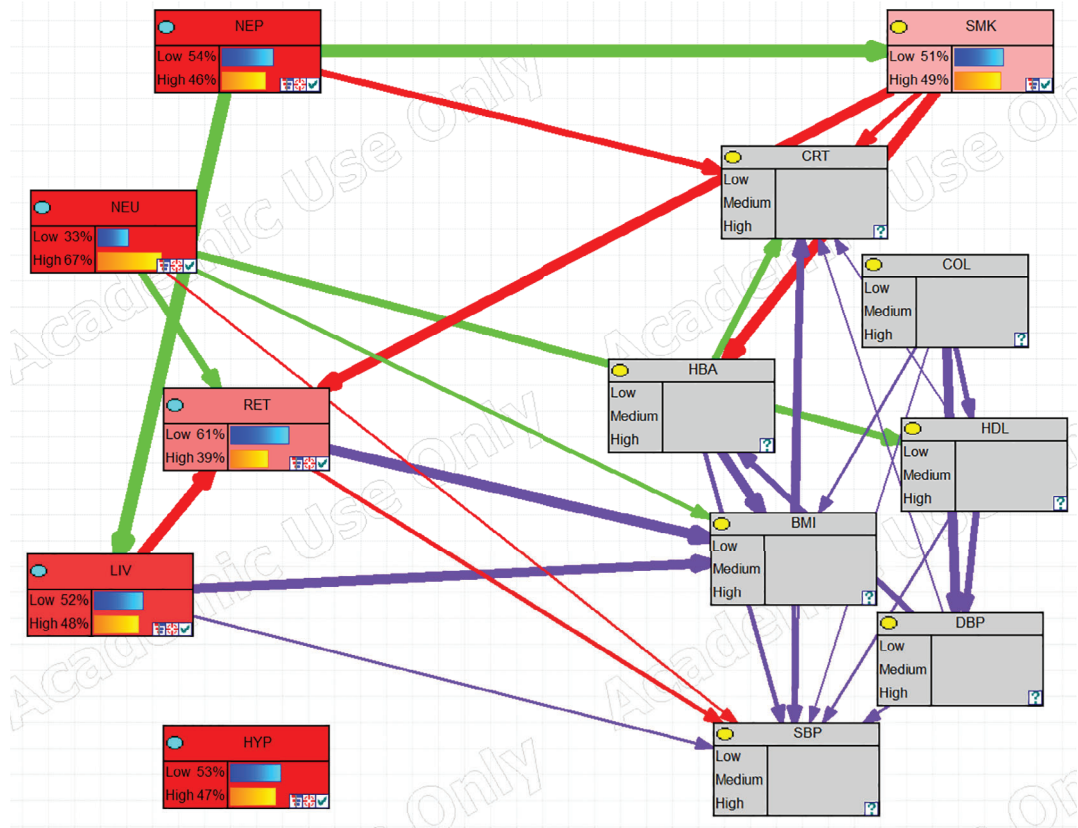 NEP
Low 54%
High 46%
SMK
Low 51%
High 49%
CRT
Low
Medium
High
?
NEU
Low 33%
High 67%
COL
Low
Medium
High
?
HBA
Low
Medium
High
?
RET
Low 61%
High 39%
HDL
Low
Medium
High
?
BMI
Low
Medium
High
?
LIV
Low 52%
High 48%
DBP
Low
Medium
High
?
SBP
Low
Medium
High
?
HYP
Low 53%
High 47%
Academic Use Only
Academic Use Only
Academic Use Only
Academic Use Only